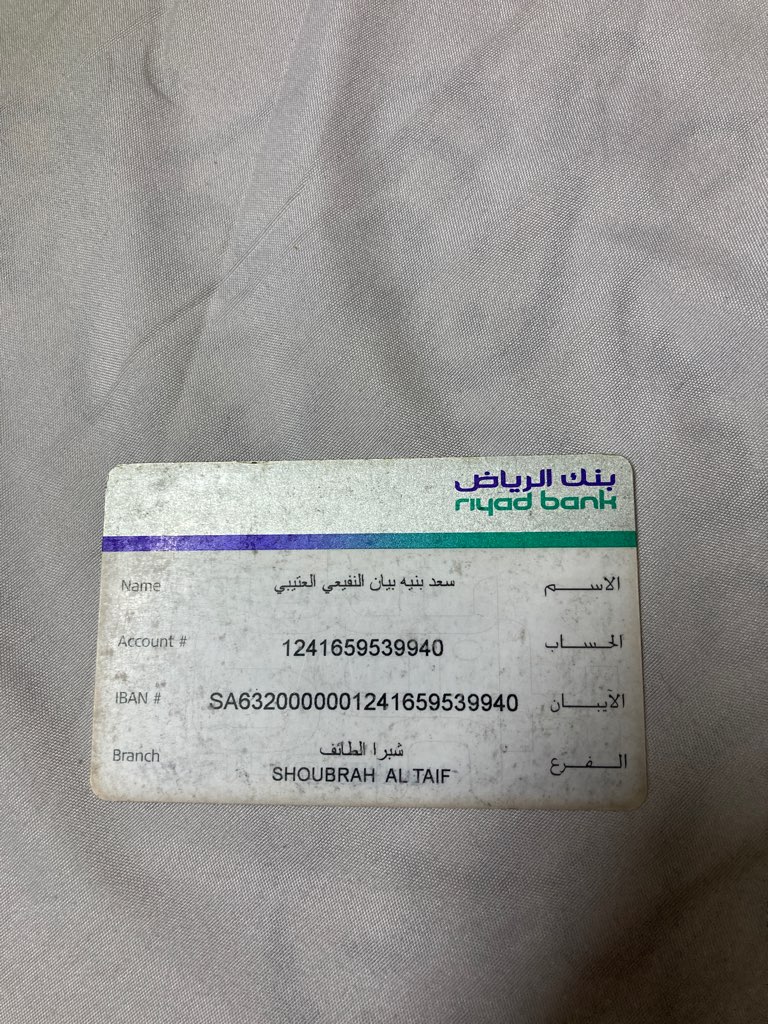 بنك الرياض
riyad bank
Name سعد بنيه بيان النفيعي العتيبي الاسم
Account # 1241659539940 الحساب
IBAN # SA6320000001241659539940 الآيبان
Branch شبرا الطائف الفرع
SHOUBRAH AL TAIF